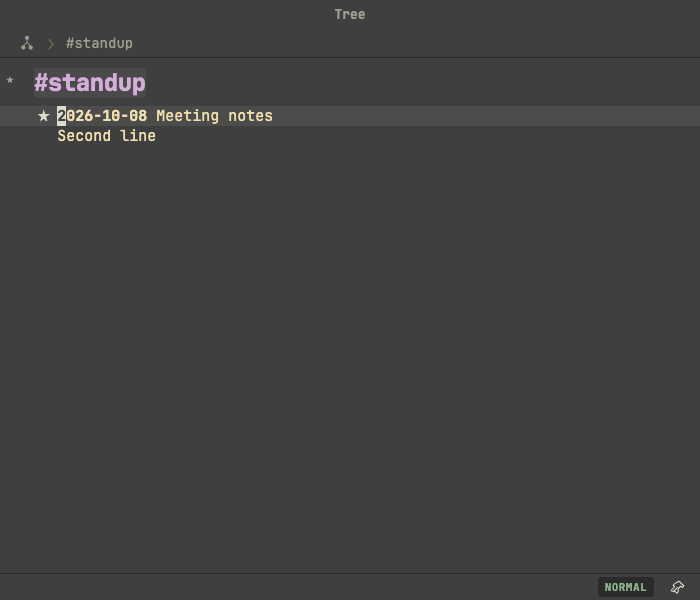 Tree
#standup
#standup
2026-10-08 Meeting notes
Second line
NORMAL